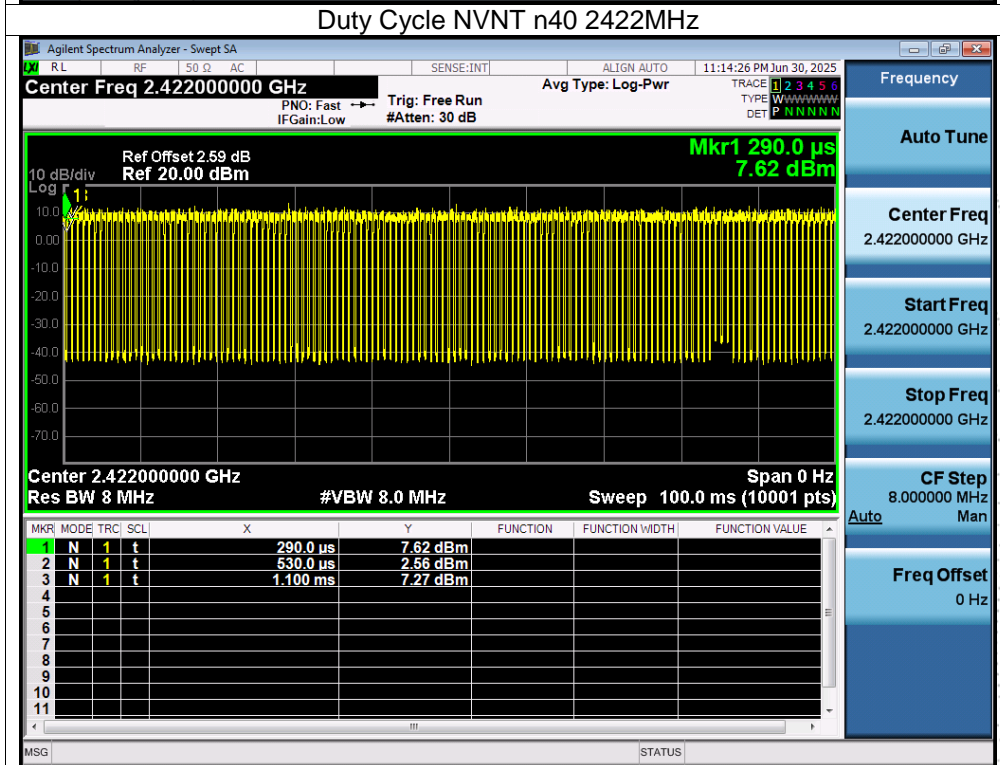 Duty Cycle NVNT n40 2422MHz
Agilent Spectrum Analyzer - Swept SA
LXI RL RF 50 Ω AC SENSE:INT ALIGN AUTO 11:14:26 PM Jun 30, 2025
Center Freq 2.422000000 GHz Avg Type: Log-Pwr TRACE 1 2 3 4 5 6
PNO: Fast Trig: Free Run TYPE WWWWWW
IFGain:Low #Atten: 30 dB DET P N N N N N
Mkr1 290.0 µs
7.62 dBm
Ref Offset 2.59 dB
10 dB/div Ref 20.00 dBm
Log
1
10.0
0.00
-10.0
-20.0
-30.0
-40.0
-50.0
-60.0
-70.0
Center 2.422000000 GHz Span 0 Hz
Res BW 8 MHz #VBW 8.0 MHz Sweep 100.0 ms (10001 pts)
MKR MODE TRC SCL X Y FUNCTION FUNCTION WIDTH FUNCTION VALUE
1 N 1 t 290.0 µs 7.62 dBm
2 N 1 t 530.0 µs 2.56 dBm
3 N 1 t 1.100 ms 7.27 dBm
4
5
6
7
8
9
10
11
MSG STATUS
Frequency
Auto Tune
Center Freq
2.422000000 GHz
Start Freq
2.422000000 GHz
Stop Freq
2.422000000 GHz
CF Step
8.000000 MHz
Auto Man
Freq Offset
0 Hz